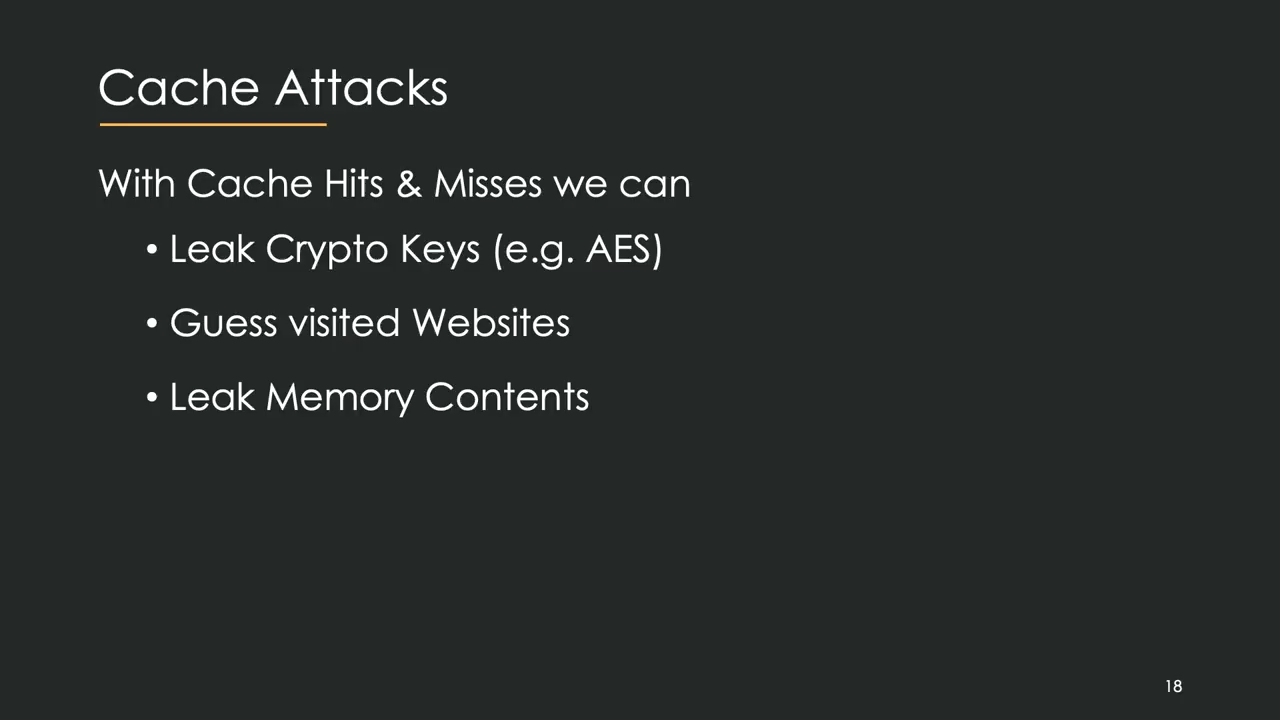 Cache Attacks
With Cache Hits & Misses we can
• Leak Crypto Keys (e.g. AES)
• Guess visited Websites
• Leak Memory Contents
18